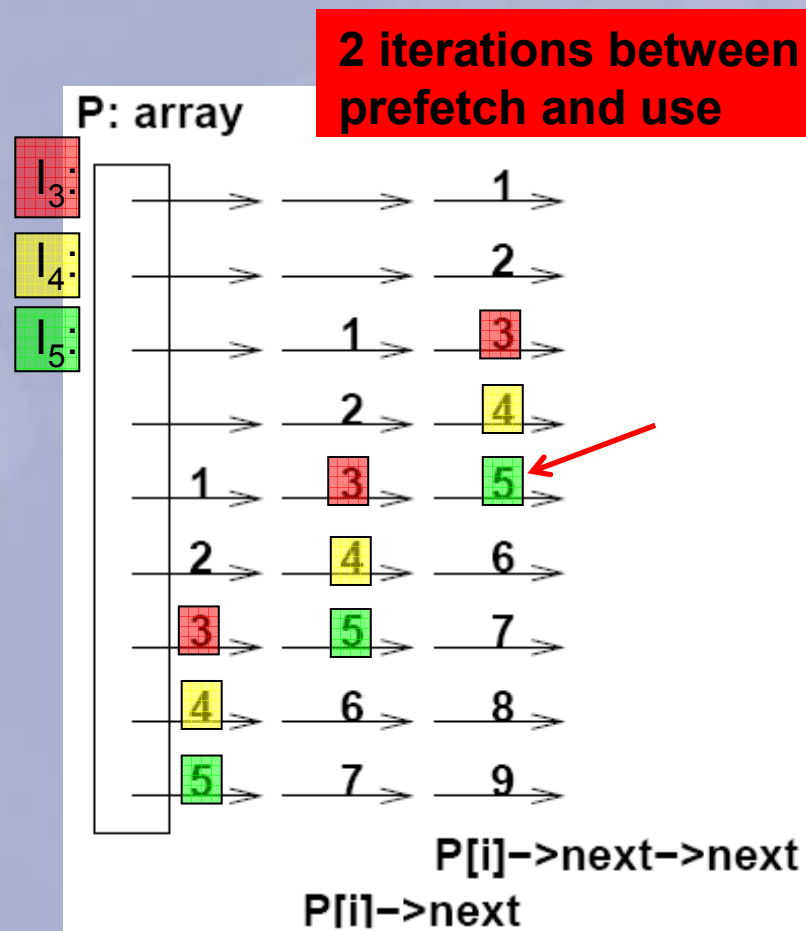 2 iterations between
prefetch and use
P: array
I3: 1
I4: 2
I5: 1 3
2 4
1 3 5
2 4 6
3 5 7
4 6 8
5 7 9
P[i]−>next−>next
P[i]−>next